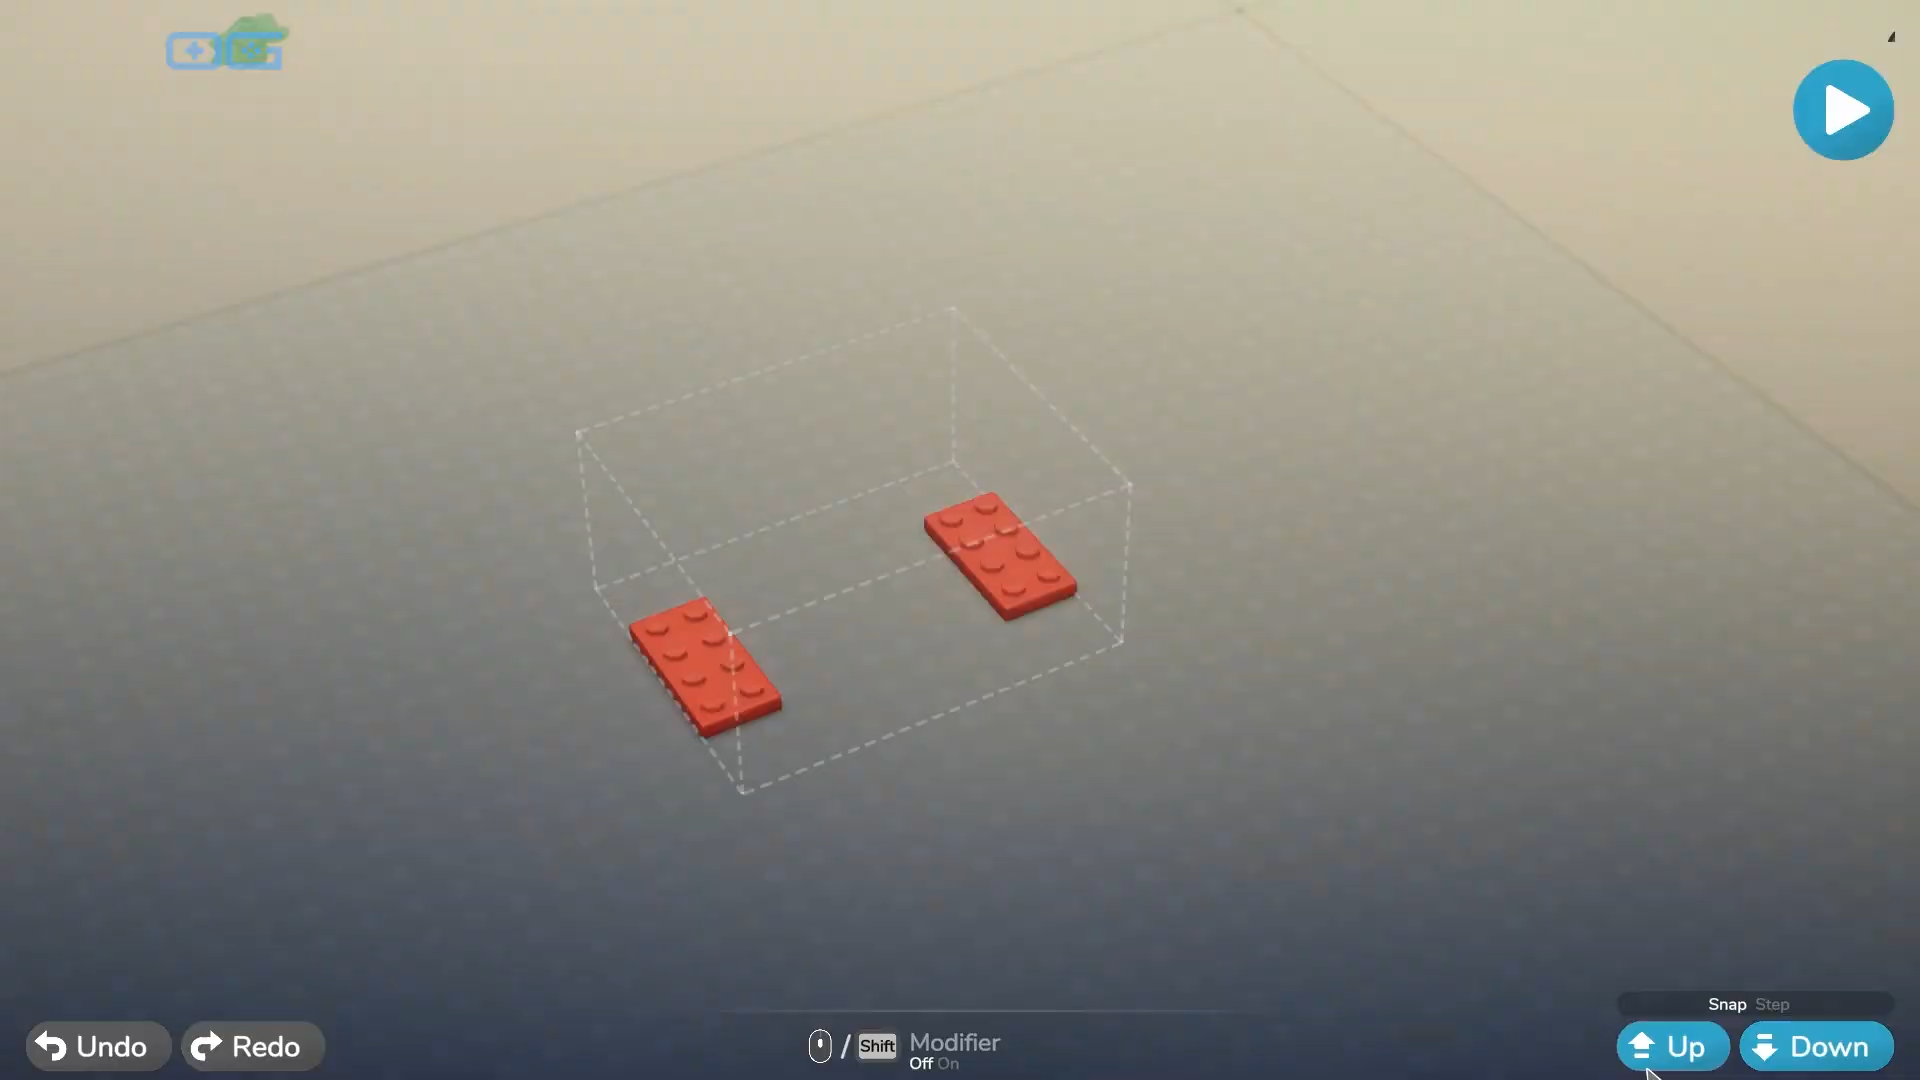 Snap Step
Undo
Redo
/ Shift Modifier
Off On
Up
Down